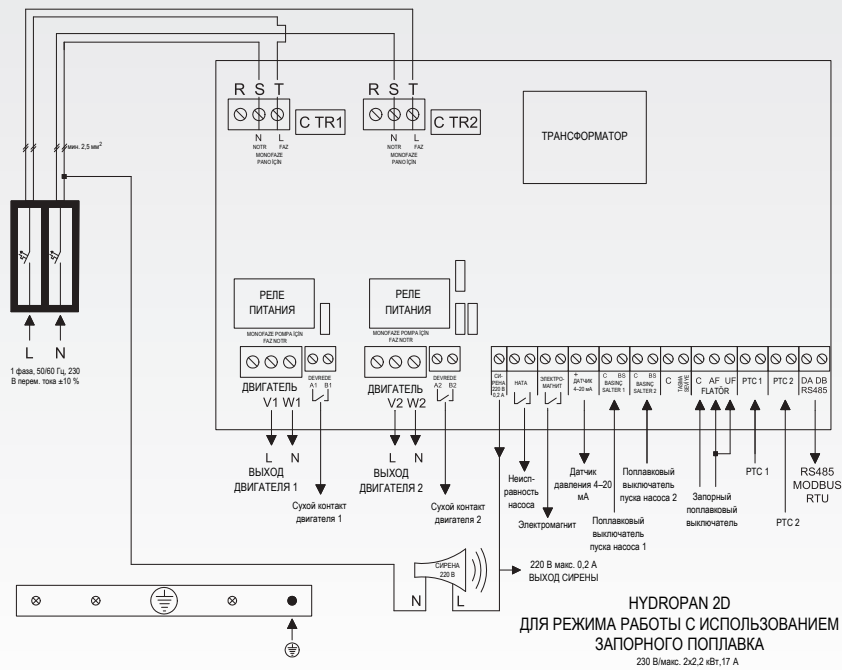 R S T
C TR1
N L
NOTR FAZ
MONOFAZE
PANO İÇİN
R S T
C TR2
N L
NOTR FAZ
MONOFAZE
PANO İÇİN
ТРАНСФОРМАТОР
мин. 2,5 мм²
L N
1 фаза, 50/60 Гц, 230
В перем. тока ±10 %
РЕЛЕ
ПИТАНИЯ
MONOFAZE POMPA İÇİN
FAZ NOTR
ДВИГАТЕЛЬ
V1 W1
DEVREDE
A1 B1
L N
ВЫХОД
ДВИГАТЕЛЯ 1
Сухой контакт
двигателя 1
РЕЛЕ
ПИТАНИЯ
MONOFAZE POMPA İÇİN
FAZ NOTR
ДВИГАТЕЛЬ
V2 W2
DEVREDE
A2 B2
L N
ВЫХОД
ДВИГАТЕЛЯ 2
Сухой контакт
двигателя 2
СИ-
РЕНА
220 В
0,2 А
HATA
ЭЛЕКТРО-
МАГНИТ
+
ДАТЧИК
4–20 мА
C BS
BASINÇ
SALTER 1
C BS
BASINÇ
SALTER 2
C
TAŞMA
SEVİYE
C AF UF
FLATÖR
PTC 1
PTC 2
DA DB
RS485
Неисп-
равность
насоса
Электромагнит
Датчик
давления 4–20
мА
Поплавковый
выключатель
пуска насоса 1
Поплавковый
выключатель
пуска насоса 2
Запорный
поплавковый
выключатель
PTC 1
PTC 2
RS485
MODBUS
RTU
СИРЕНА
220 В
N L
220 В макс. 0,2 А
ВЫХОД СИРЕНЫ
HYDROPAN 2D
ДЛЯ РЕЖИМА РАБОТЫ С ИСПОЛЬЗОВАНИЕМ
ЗАПОРНОГО ПОПЛАВКА
230 В/макс. 2x2,2 кВт,17 А